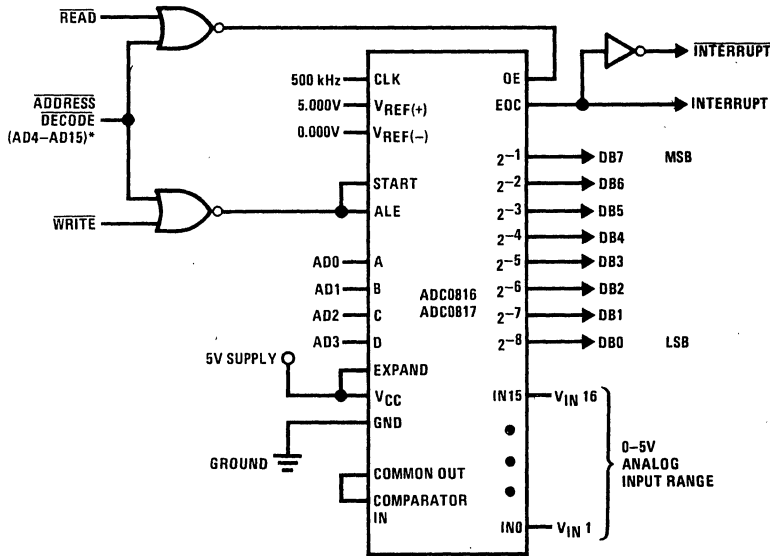 READ
ADDRESS
DECODE
(AD4–AD15)*
WRITE
500 kHz
5.000V
0.000V
CLK
VREF(+)
VREF(−)
START
ALE
AD0
AD1
AD2
AD3
A
B
C
D
5V SUPPLY
EXPAND
VCC
GND
GROUND
COMMON OUT
COMPARATOR
IN
ADC0816
ADC0817
OE
EOC
INTERRUPT
INTERRUPT
2−1 DB7 MSB
2−2 DB6
2−3 DB5
2−4 DB4
2−5 DB3
2−6 DB2
2−7 DB1
2−8 DB0 LSB
IN15 VIN 16
IN0 VIN 1
0–5V
ANALOG
INPUT RANGE